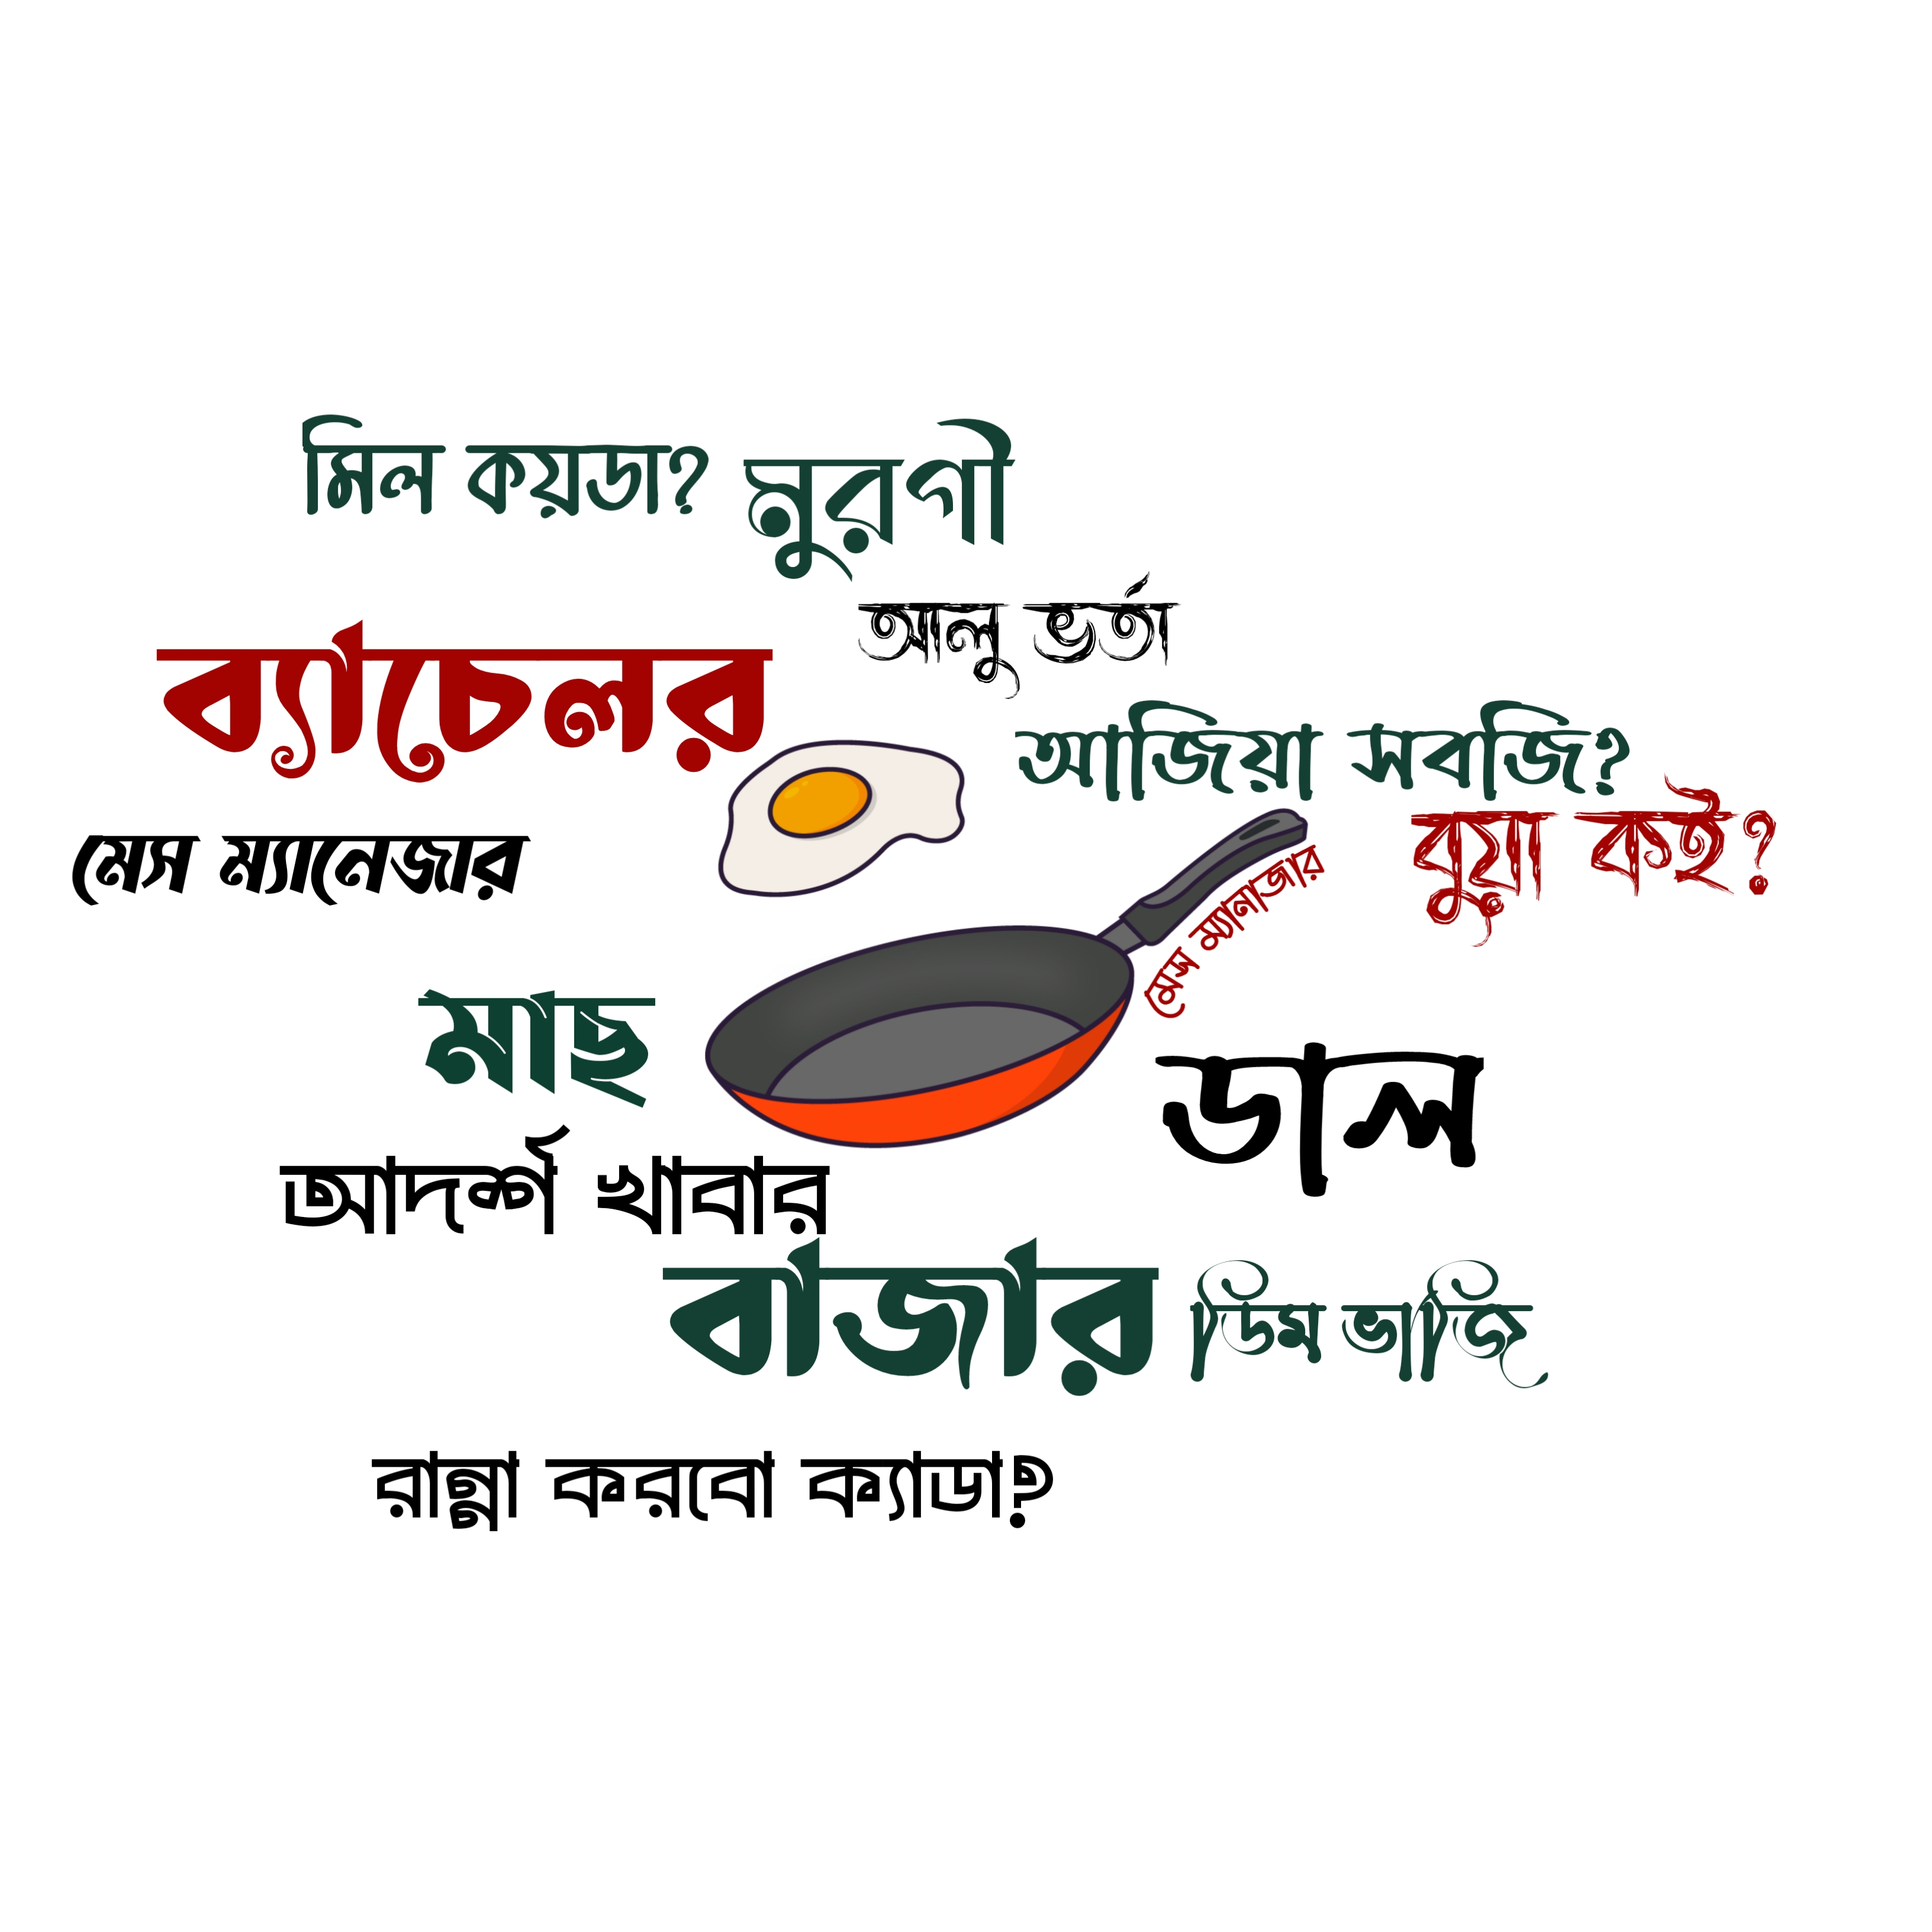 মিল কয়ডা?
মুরগী
আলু ভর্তা
ব্যাচেলর
আজিয়া সবজি?
মেস ম্যানেজার
বুয়া কই?
মেস ম্যানেজার
মাছ
ডাল
আদর্শ খাবার
বাজার
ডিম ভাজি
রান্না করবো ক্যাডা?